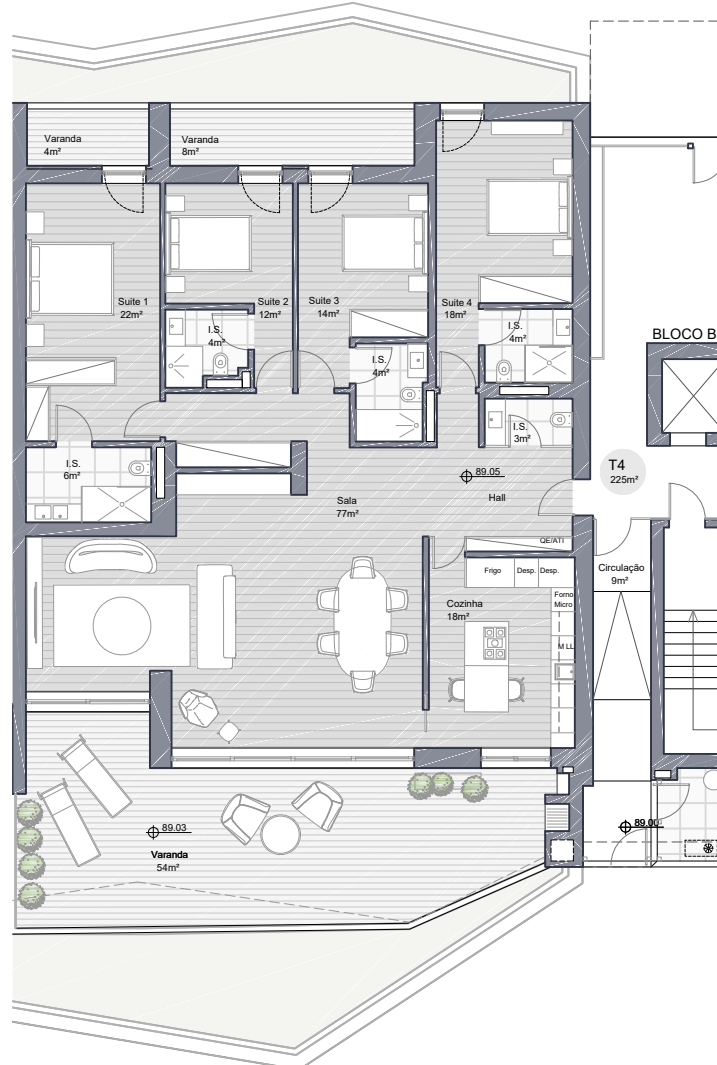 Varanda
4m²
Varanda
8m²
Suite 1
22m²
Suite 2
12m²
Suite 3
14m²
Suite 4
18m²
I.S.
4m²
I.S.
4m²
I.S.
4m²
BLOCO B
I.S.
3m²
I.S.
6m²
89.05
T4
225m²
Sala
77m²
Hall
QE/ATI
Frigo
Desp.
Desp.
Circulação
9m²
Forno
Micro
Cozinha
18m²
M LL
89.03
89.00
Varanda
54m²